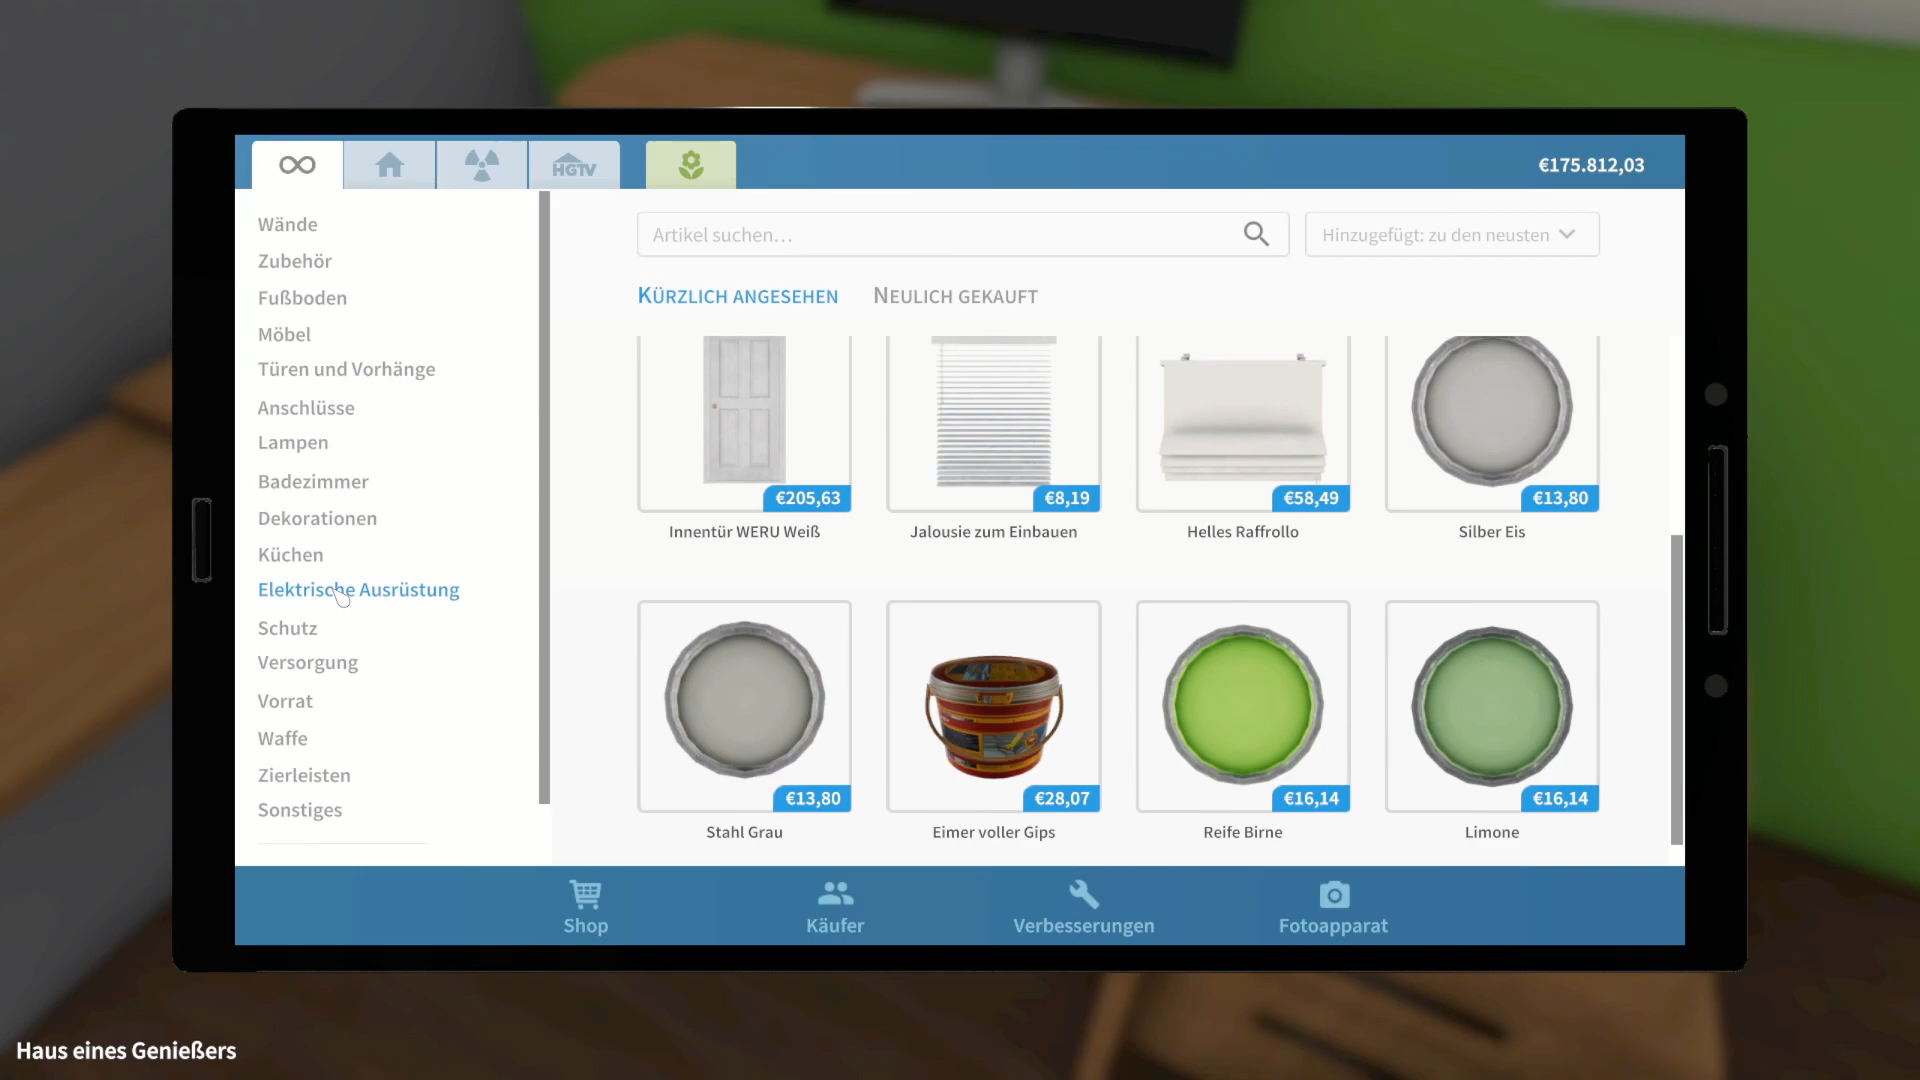 HGTV
€175.812,03
Wände
Zubehör
Fußboden
Möbel
Türen und Vorhänge
Anschlüsse
Lampen
Badezimmer
Dekorationen
Küchen
Elektrische Ausrüstung
Schutz
Versorgung
Vorrat
Waffe
Zierleisten
Sonstiges
Artikel suchen...
Hinzugefügt: zu den neusten
KÜRZLICH ANGESEHEN
NEULICH GEKAUFT
€205,63
€8,19
€58,49
€13,80
Innentür WERU Weiß
Jalousie zum Einbauen
Helles Raffrollo
Silber Eis
€13,80
€28,07
€16,14
€16,14
Stahl Grau
Eimer voller Gips
Reife Birne
Limone
Shop
Käufer
Verbesserungen
Fotoapparat
Haus eines Genießers